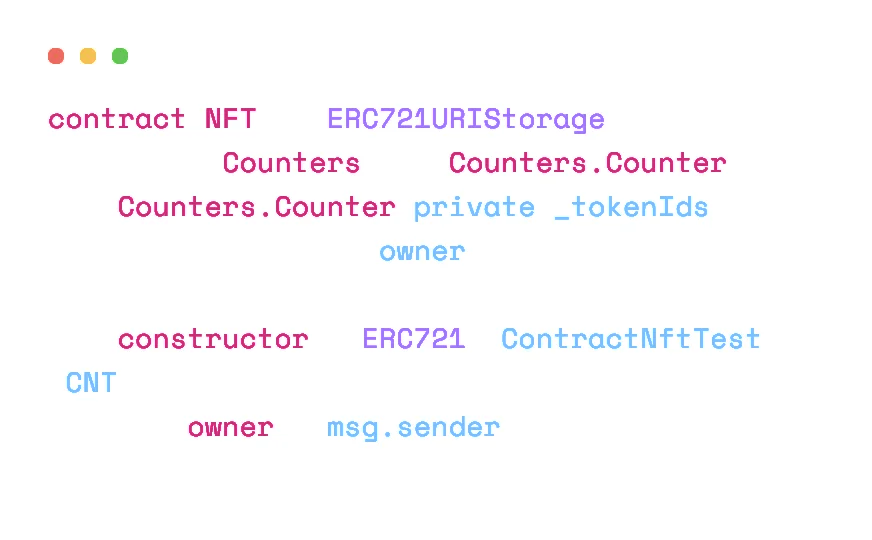 contract NFT ERC721URIStorage
Counters Counters.Counter
Counters.Counter private _tokenIds
owner
constructor ERC721 ContractNftTest
CNT
owner msg.sender